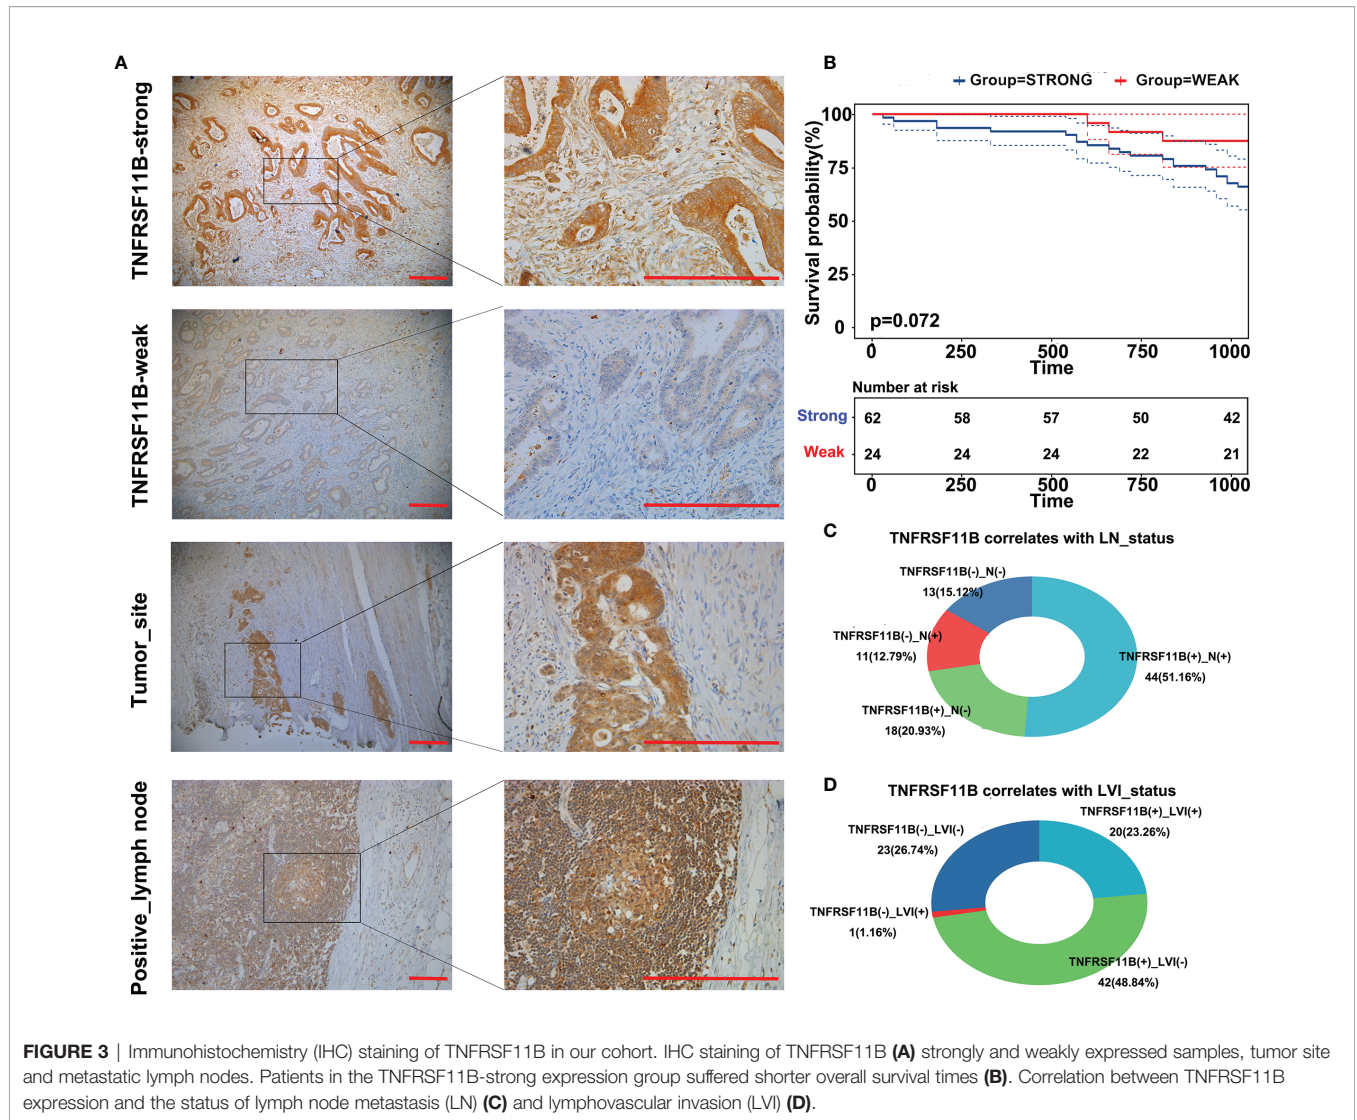 A
TNFRSF11B-strong
TNFRSF11B-weak
Tumor_site
Positive_lymph node
B
Group=STRONG Group=WEAK
Survival probability(%)
100
75
50
25
0
p=0.072
0 250 500 750 1000
Time
Number at risk
Strong 62 58 57 50 42
Weak 24 24 24 22 21
0 250 500 750 1000
Time
C
TNFRSF11B correlates with LN_status
TNFRSF11B(-)_N(-)
13(15.12%)
TNFRSF11B(-)_N(+)
11(12.79%)
TNFRSF11B(+)_N(+)
44(51.16%)
TNFRSF11B(+)_N(-)
18(20.93%)
D
TNFRSF11B correlates with LVI_status
TNFRSF11B(+)_LVI(+)
20(23.26%)
TNFRSF11B(-)_LVI(-)
23(26.74%)
TNFRSF11B(-)_LVI(+)
1(1.16%)
TNFRSF11B(+)_LVI(-)
42(48.84%)
FIGURE 3 | Immunohistochemistry (IHC) staining of TNFRSF11B in our cohort. IHC staining of TNFRSF11B (A) strongly and weakly expressed samples, tumor site
and metastatic lymph nodes. Patients in the TNFRSF11B-strong expression group suffered shorter overall survival times (B). Correlation between TNFRSF11B
expression and the status of lymph node metastasis (LN) (C) and lymphovascular invasion (LVI) (D).